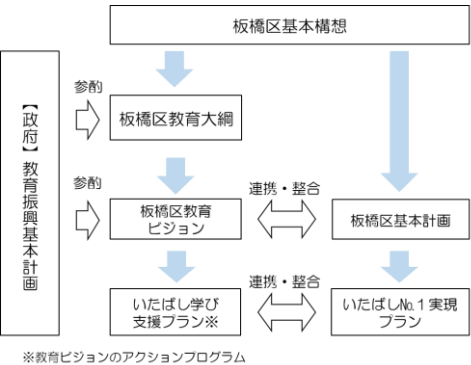 板橋区基本構想
【政府】教育振興基本計画
参酌
板橋区教育大綱
参酌
板橋区教育
ビジョン
連携・整合
板橋区基本計画
いたばし学び
支援プラン※
連携・整合
いたばし№１実現
プラン
※教育ビジョンのアクションプログラム